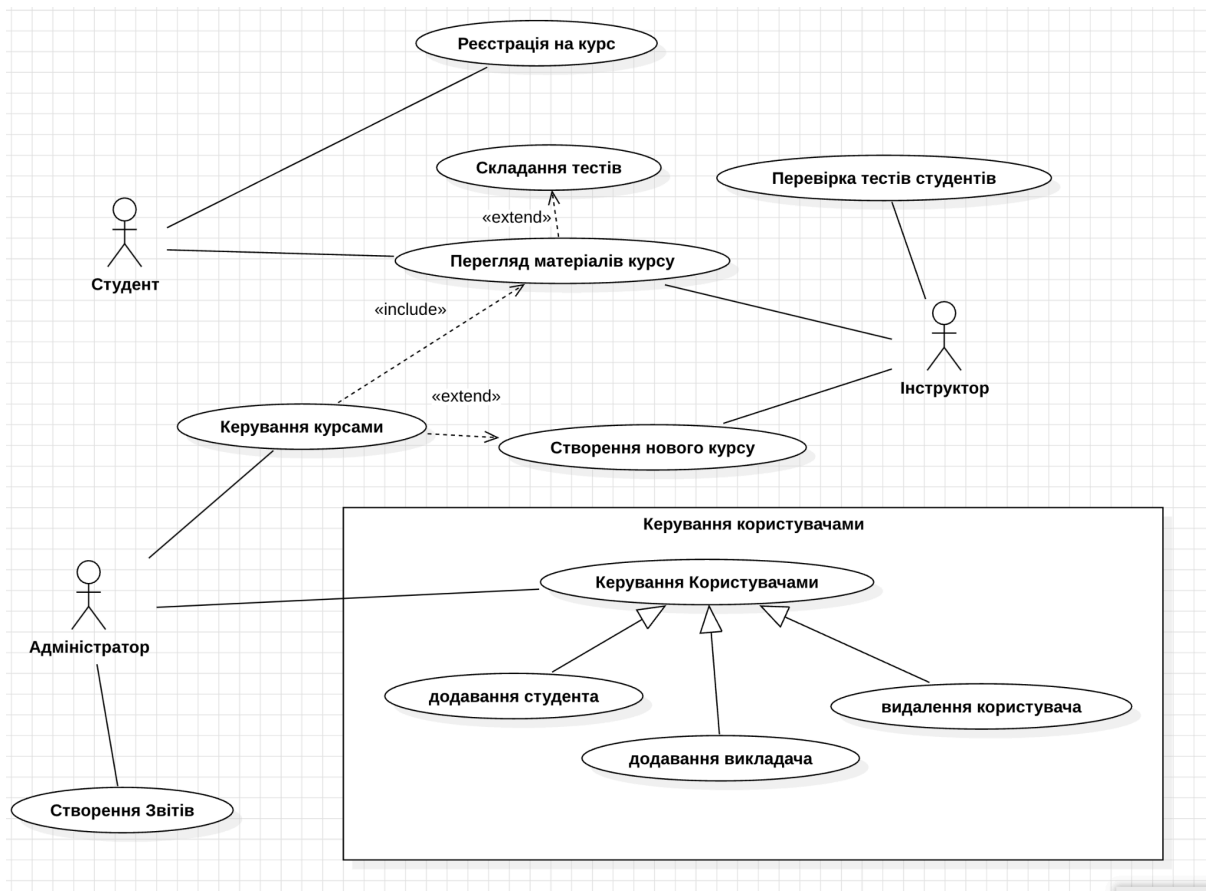 Реєстрація на курс
Складання тестів
Перевірка тестів студентів
«extend»
Перегляд матеріалів курсу
Студент
«include»
Інструктор
«extend»
Керування курсами
Створення нового курсу
Керування користувачами
Керування Користувачами
Адміністратор
додавання студента
видалення користувача
додавання викладача
Створення Звітів